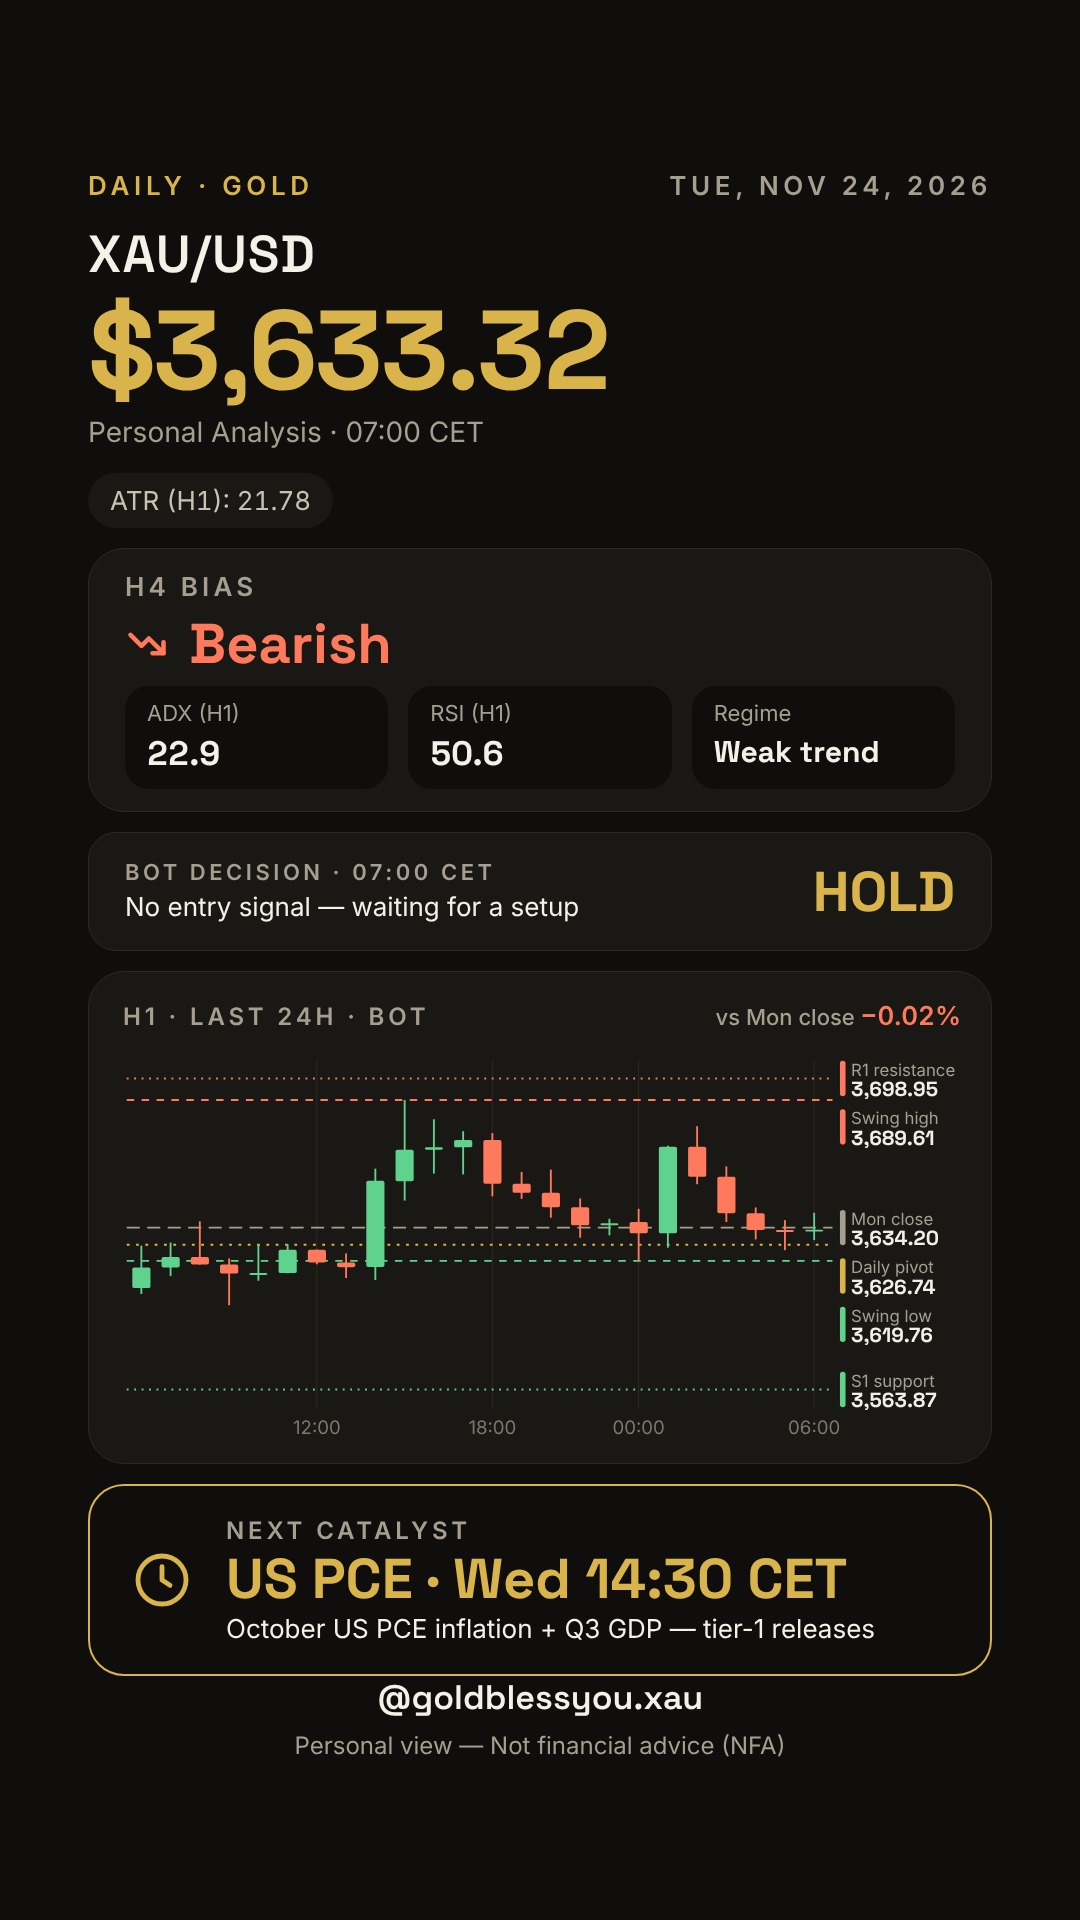 DAILY · GOLD
TUE, NOV 24, 2026
XAU/USD
$3,633.32
Personal Analysis · 07:00 CET
ATR (H1): 21.78
H4 BIAS
Bearish
ADX (H1)
22.9
RSI (H1)
50.6
Regime
Weak trend
BOT DECISION · 07:00 CET
No entry signal — waiting for a setup
HOLD
H1 · LAST 24H · BOT
vs Mon close −0.02%
R1 resistance
3,698.95
Swing high
3,689.61
Mon close
3,634.20
Daily pivot
3,626.74
Swing low
3,619.76
S1 support
3,563.87
12:00
18:00
00:00
06:00
NEXT CATALYST
US PCE · Wed 14:30 CET
October US PCE inflation + Q3 GDP — tier-1 releases
@goldblessyou.xau
Personal view — Not financial advice (NFA)